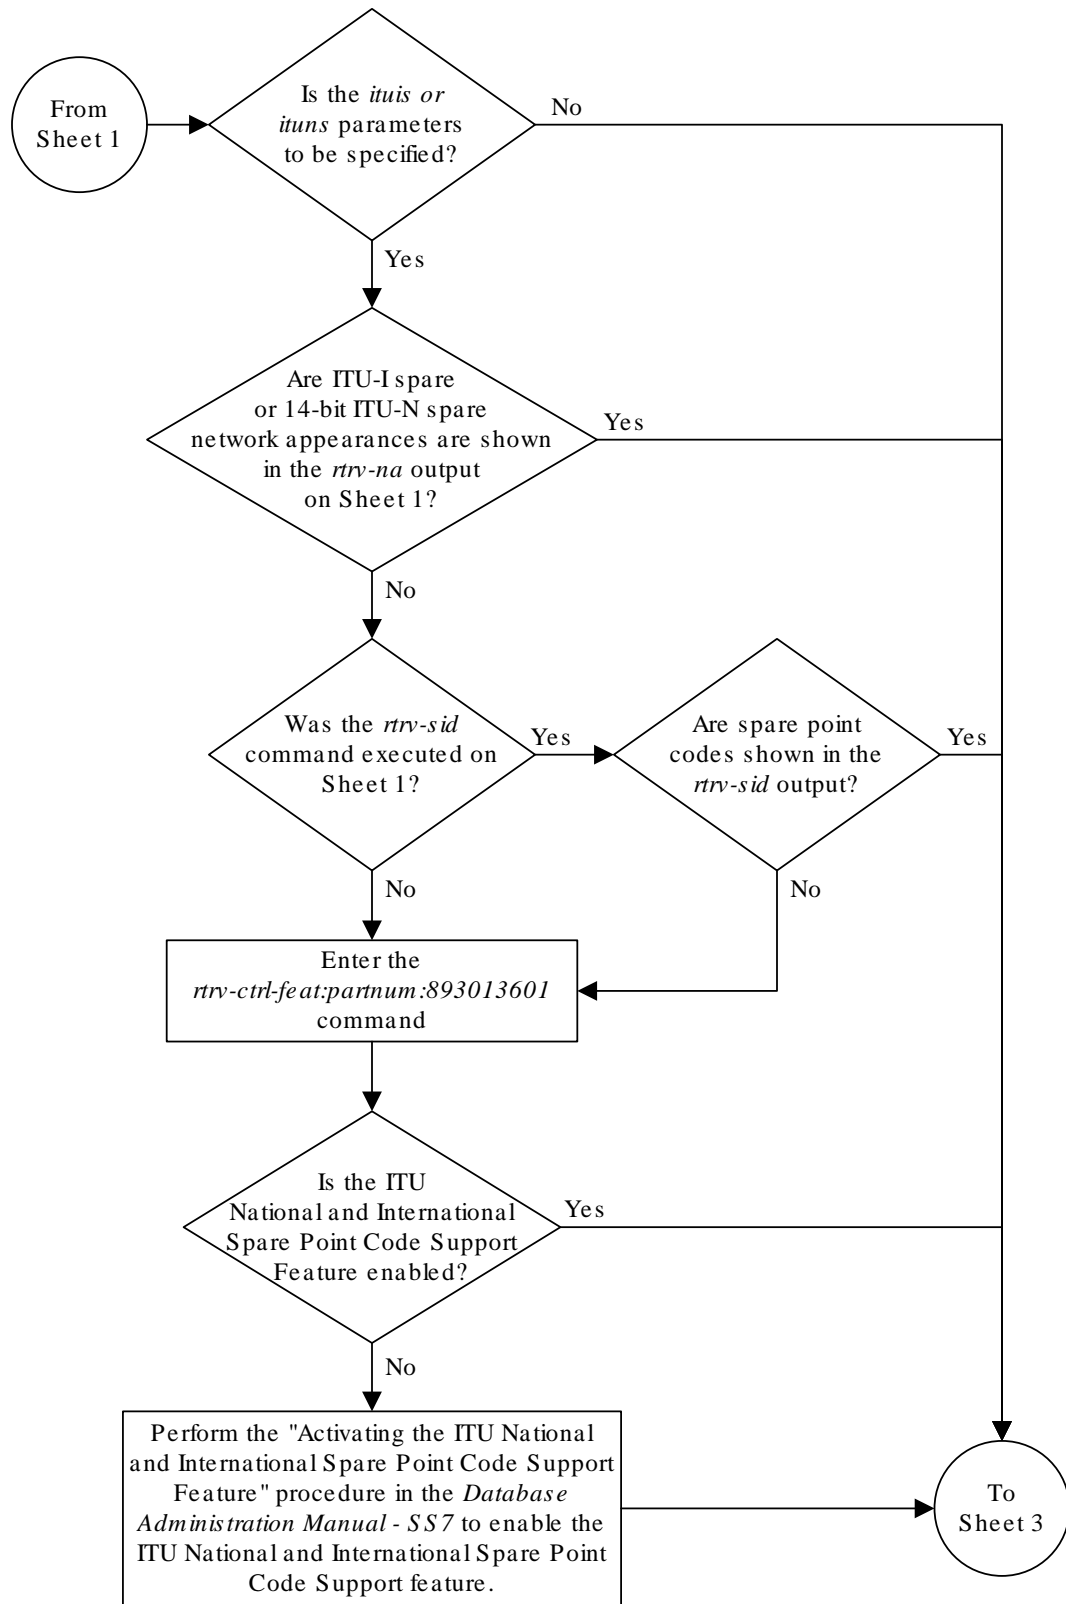 From
Sheet 1
Is the ituis or
ituns parameters
to be specified?
No
Yes
Are ITU-I spare
or 14-bit ITU-N spare
network appearances are shown
in the rtrv-na output
on Sheet 1?
Yes
No
Was the rtrv-sid
command executed on
Sheet 1?
Yes
Are spare point
codes shown in the
rtrv-sid output?
Yes
No
No
Enter the
rtrv-ctrl-feat:partnum:893013601
command
Is the ITU
National and International
Spare Point Code Support
Feature enabled?
Yes
No
Perform the "Activating the ITU National
and International Spare Point Code Support
Feature" procedure in the Database
Administration Manual - SS7 to enable the
ITU National and International Spare Point
Code Support feature.
To
Sheet 3